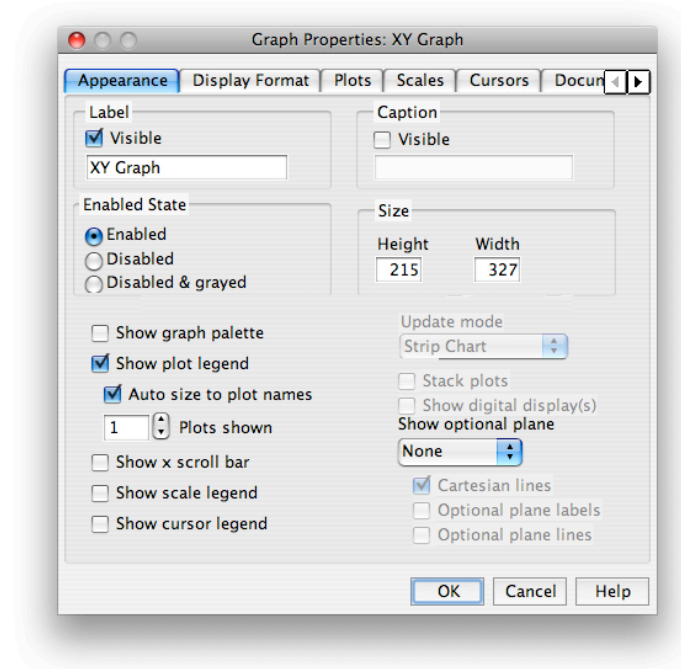 Graph Properties: XY Graph
Appearance Display Format Plots Scales Cursors Docun
Label
Visible
XY Graph
Caption
Visible
Enabled State
Enabled
Disabled
Disabled & grayed
Size
Height Width
215 327
Show graph palette
Show plot legend
Auto size to plot names
1 Plots shown
Show x scroll bar
Show scale legend
Show cursor legend
Update mode
Strip Chart
Stack plots
Show digital display(s)
Show optional plane
None
Cartesian lines
Optional plane labels
Optional plane lines
OK Cancel Help